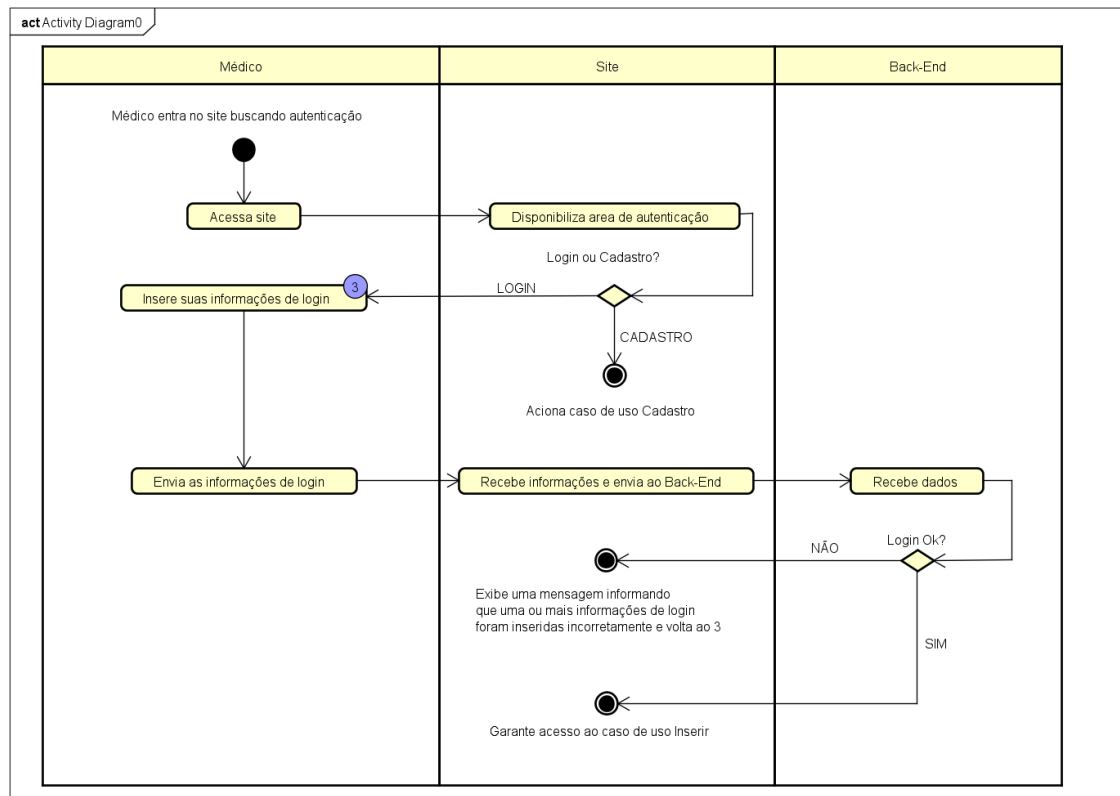 act Activity Diagram0
Médico
Site
Back-End
Médico entra no site buscando autenticação
Acessa site
Disponibiliza area de autenticação
Login ou Cadastro?
Insere suas informações de login
3
LOGIN
CADASTRO
Aciona caso de uso Cadastro
Envia as informações de login
Recebe informações e envia ao Back-End
Recebe dados
Login Ok?
NÃO
Exibe uma mensagem informando
que uma ou mais informações de login
foram inseridas incorretamente e volta ao 3
SIM
Garante acesso ao caso de uso Inserir